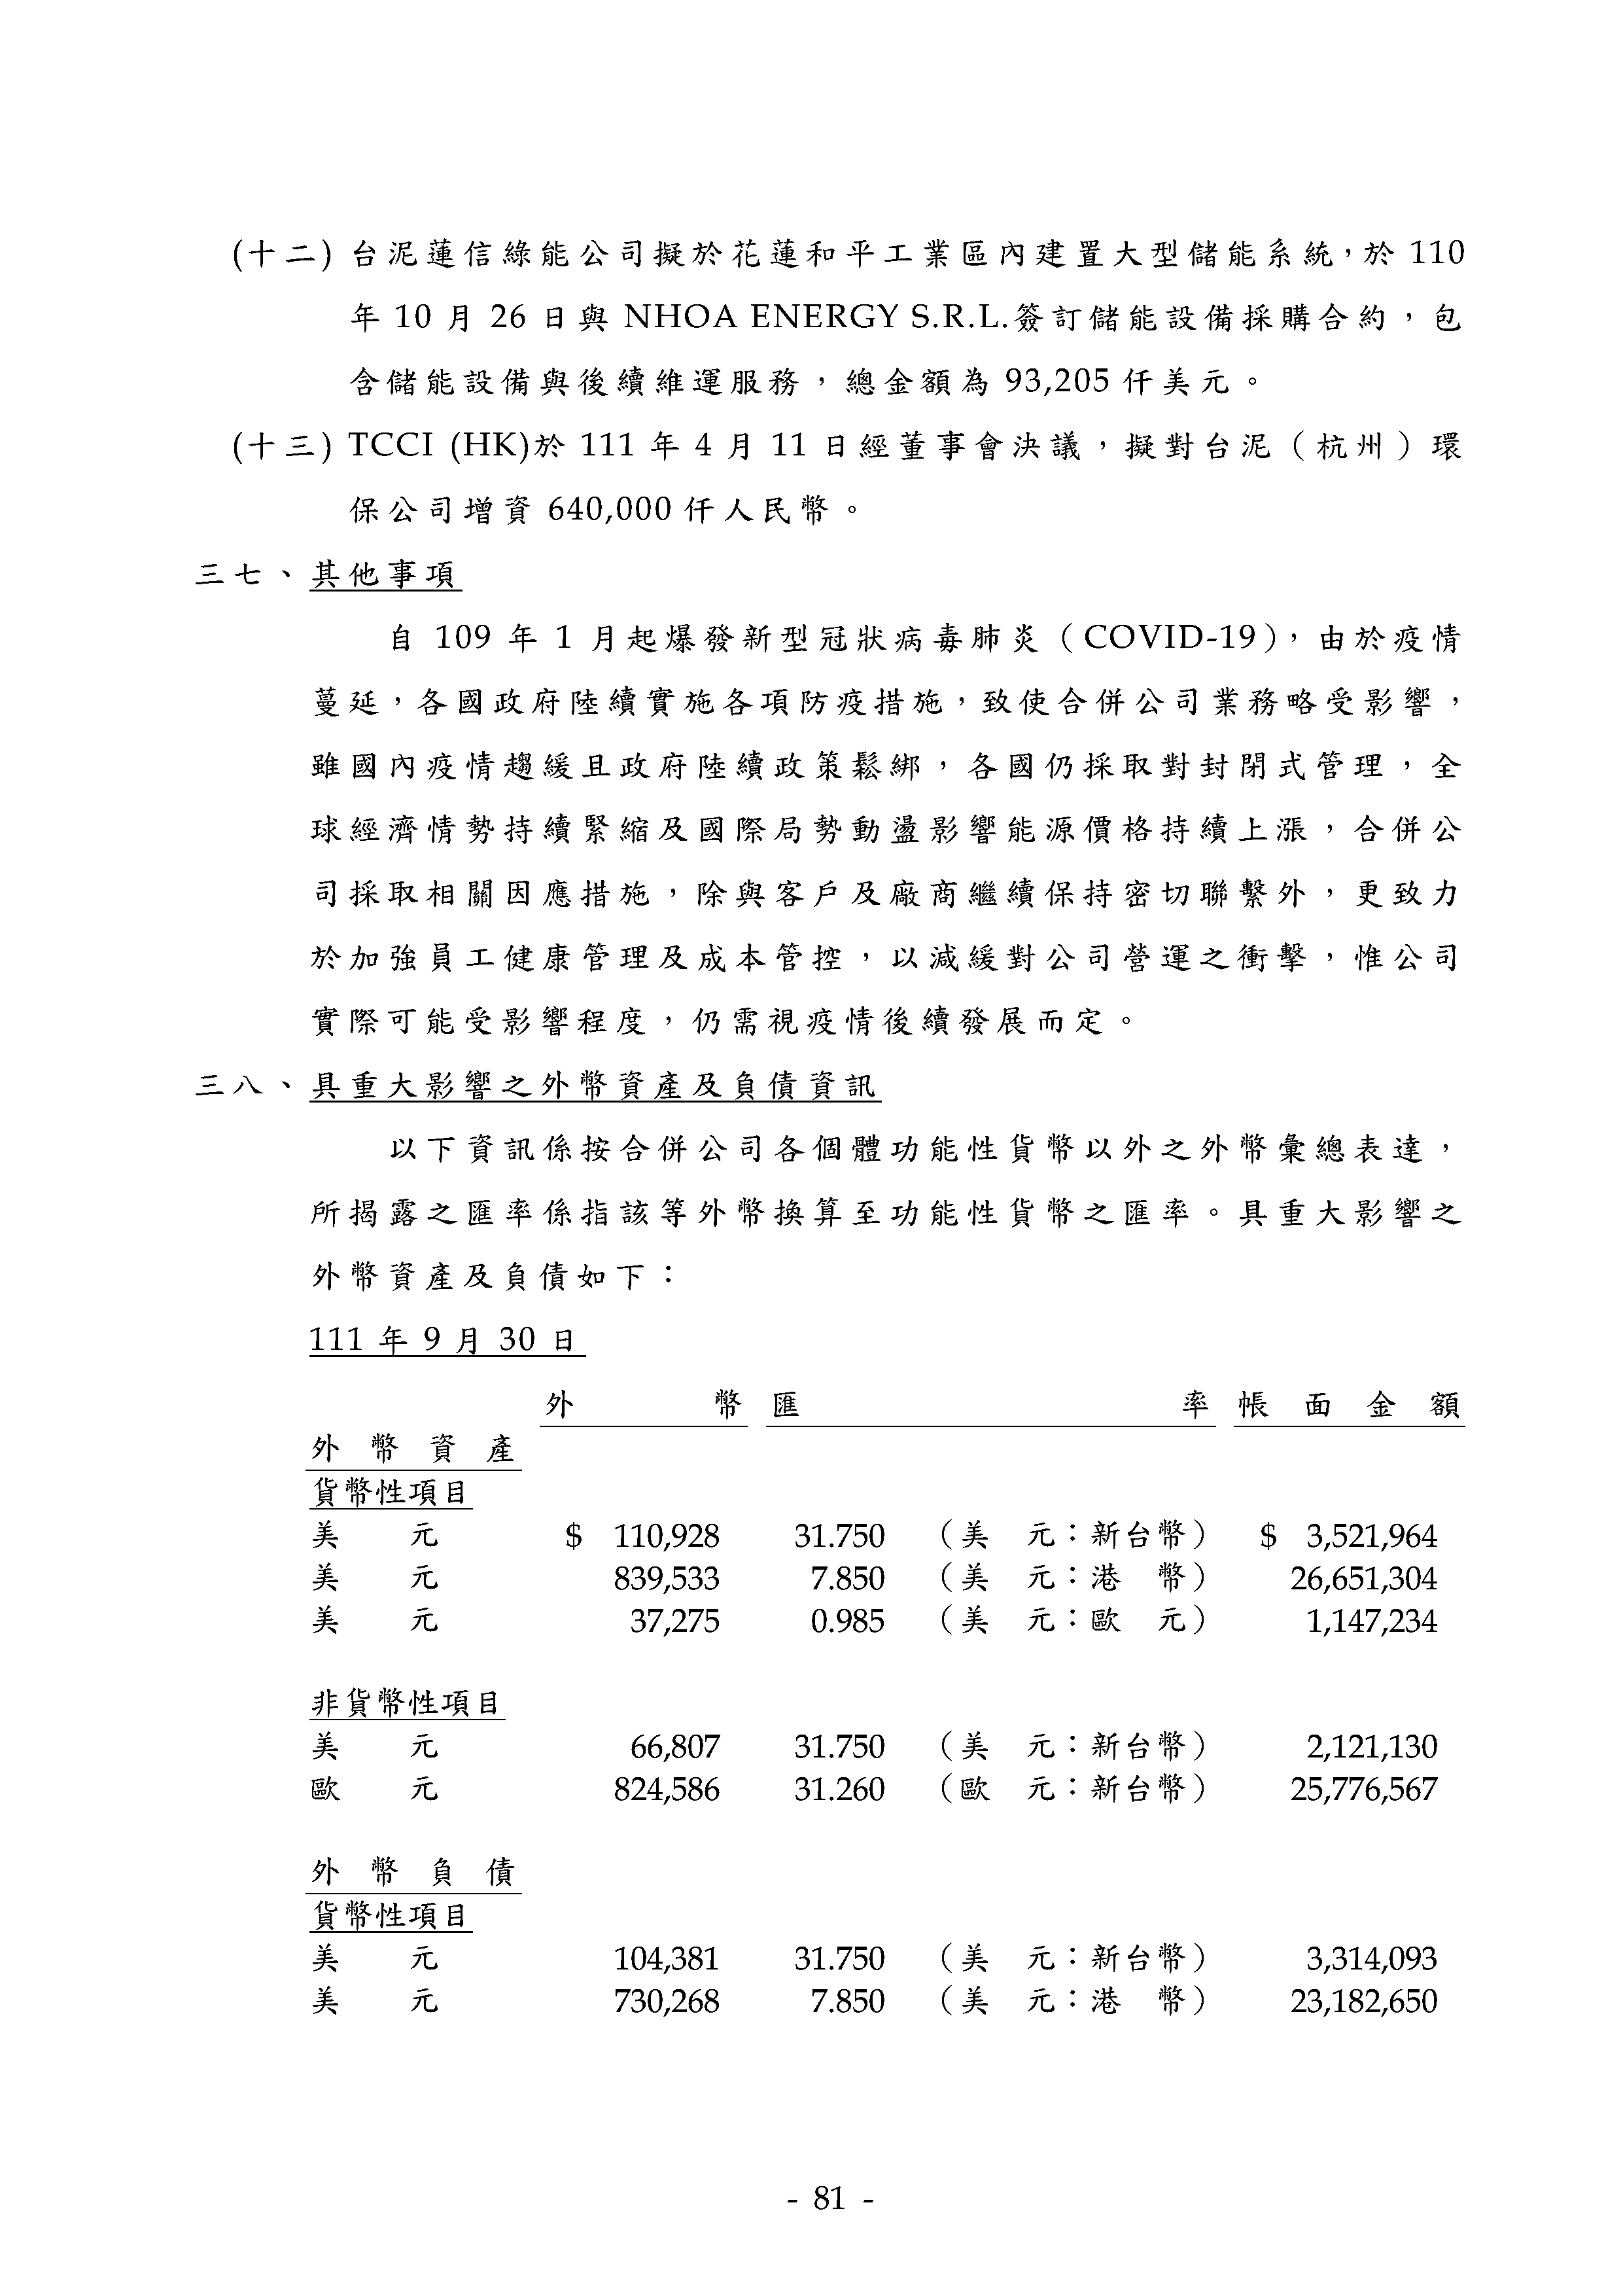 (十二) 台泥蓮信綠能公司擬於花蓮和平工業區內建置大型儲能系統，於 110
年 10 月 26 日與 NHOA ENERGY S.R.L.簽訂儲能設備採購合約，包
含儲能設備與後續維運服務，總金額為 93,205 仟美元。
(十三) TCCI (HK)於 111 年 4 月 11 日經董事會決議，擬對台泥（杭州）環
保公司增資 640,000 仟人民幣。
三七、其他事項
自 109 年 1 月起爆發新型冠狀病毒肺炎（COVID-19），由於疫情
蔓延，各國政府陸續實施各項防疫措施，致使合併公司業務略受影響，
雖國內疫情趨緩且政府陸續政策鬆綁，各國仍採取對封閉式管理，全
球經濟情勢持續緊縮及國際局勢動盪影響能源價格持續上漲，合併公
司採取相關因應措施，除與客戶及廠商繼續保持密切聯繫外，更致力
於加強員工健康管理及成本管控，以減緩對公司營運之衝擊，惟公司
實際可能受影響程度，仍需視疫情後續發展而定。
三八、具重大影響之外幣資產及負債資訊
以下資訊係按合併公司各個體功能性貨幣以外之外幣彙總表達，
所揭露之匯率係指該等外幣換算至功能性貨幣之匯率。具重大影響之
外幣資產及負債如下：
111 年 9 月 30 日
外幣 匯率 帳面金額
外幣資產
貨幣性項目
美元 $ 110,928 31.750 （美元：新台幣） $ 3,521,964
美元 839,533 7.850 （美元：港幣） 26,651,304
美元 37,275 0.985 （美元：歐元） 1,147,234
非貨幣性項目
美元 66,807 31.750 （美元：新台幣） 2,121,130
歐元 824,586 31.260 （歐元：新台幣） 25,776,567
外幣負債
貨幣性項目
美元 104,381 31.750 （美元：新台幣） 3,314,093
美元 730,268 7.850 （美元：港幣） 23,182,650
- 81 -